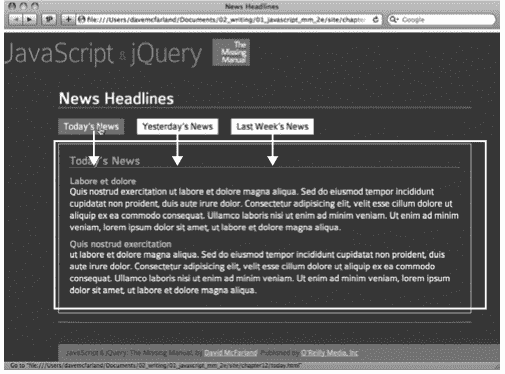 News Headlines
file:///Users/davemcfarland/Documents/02_writing/01_javascript_mm_2e/site/chapter
Google
JavaScript & jQuery
The
Missing
Manual
News Headlines
Today's News
Yesterday's News
Last Week's News
Today's News
Labore et dolore
Quis nostrud exercitation ut labore et dolore magna aliqua. Sed do eiusmod tempor incididunt
cupidatat non proident, duis aute irure dolor. Consectetur adipisicing elit, velit esse cillum dolore ut
aliquip ex ea commodo consequat. Ullamco laboris nisi ut enim ad minim veniam. Ut enim ad minim
veniam, lorem ipsum dolor sit amet, ut labore et dolore magna aliqua.
Quis nostrud exercitation
ut labore et dolore magna aliqua. Sed do eiusmod tempor incididunt cupidatat non proident, duis
aute irure dolor. Consectetur adipisicing elit, velit esse cillum dolore ut aliquip ex ea commodo
consequat. Ullamco laboris nisi ut enim ad minim veniam. Ut enim ad minim veniam, lorem ipsum
dolor sit amet, ut labore et dolore magna aliqua.
JavaScript & jQuery: The Missing Manual, by David McFarland. Published by O'Reilly Media, Inc
Go to "file:///Users/davemcfarland/Documents/02_writing/01_javascript_mm_2e/site/chapter12/today.html"